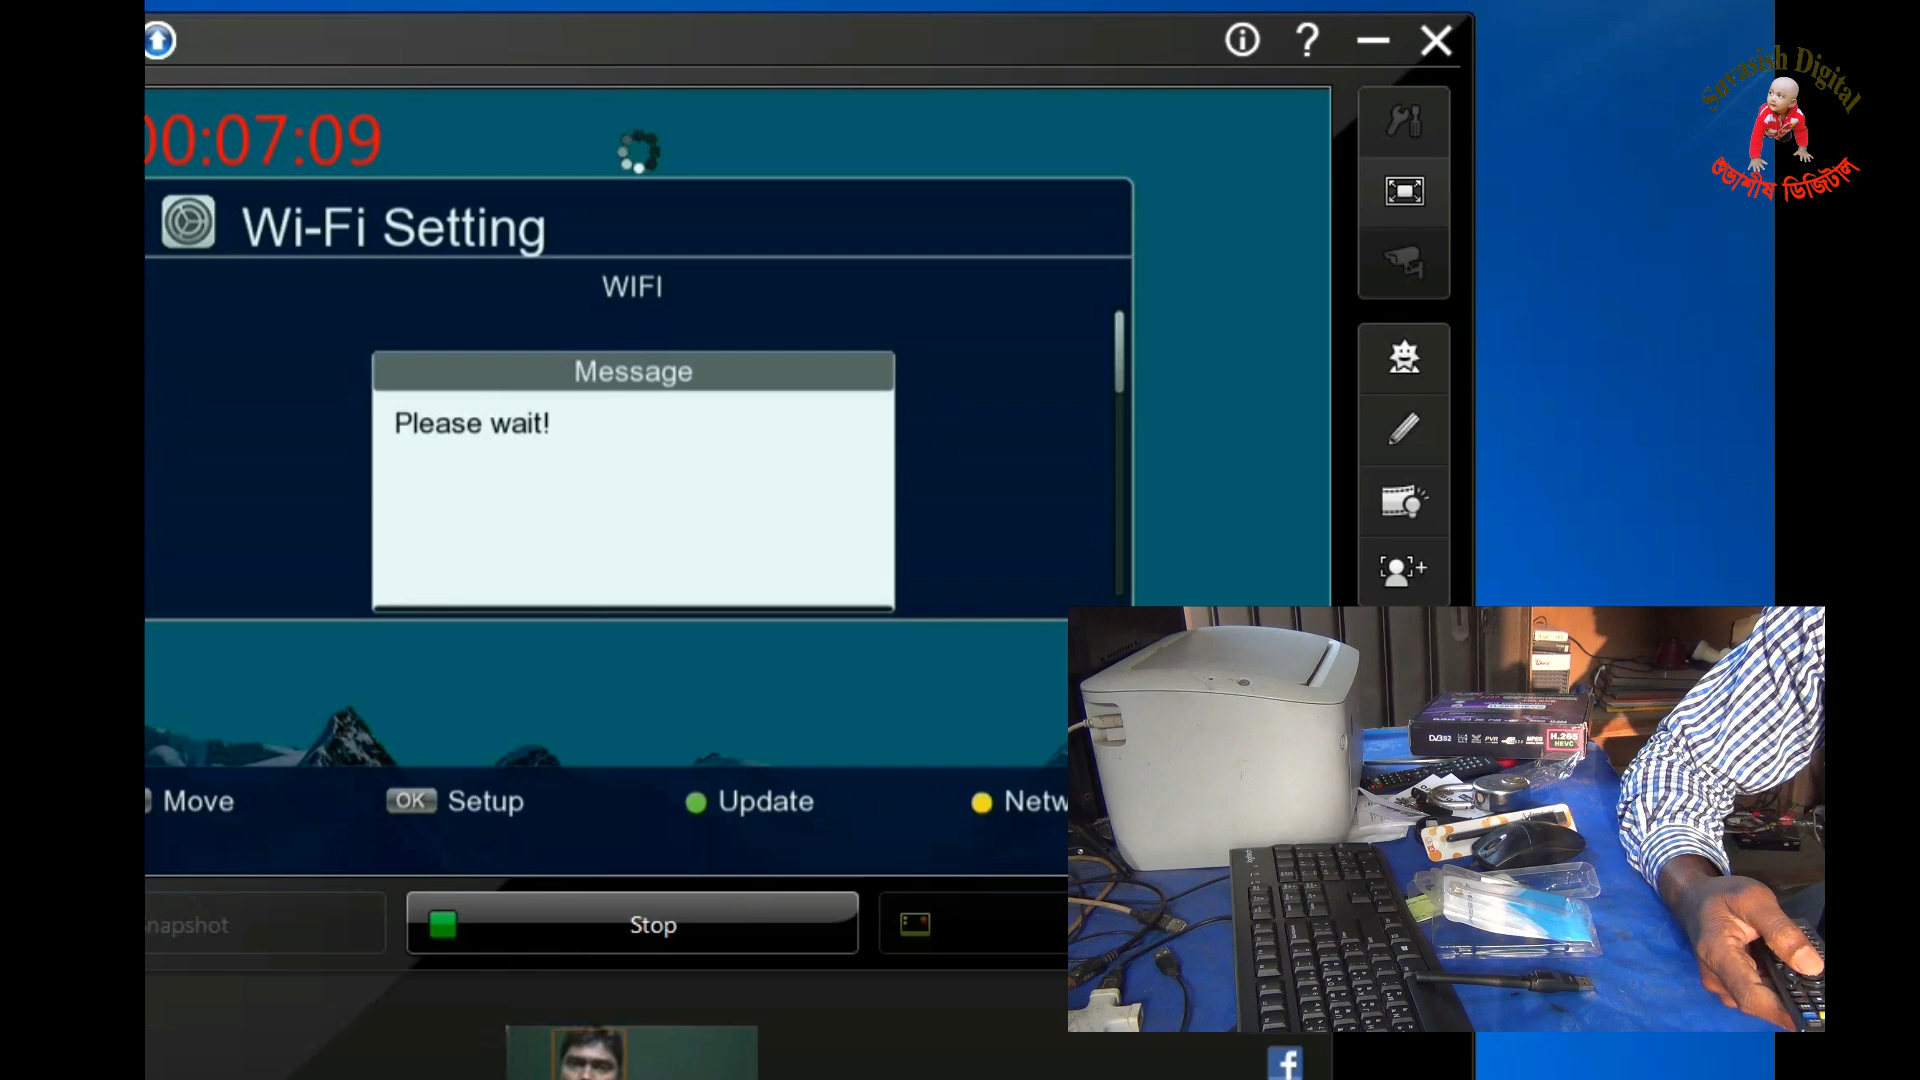 Suvasish Digital
শুভাশীষ ডিজিটাল
00:07:09
Wi-Fi Setting
WIFI
Message
Please wait!
Move
OK Setup
Update
Netw
napshot
Stop
DVBS2
PVR
H.265
HEVC